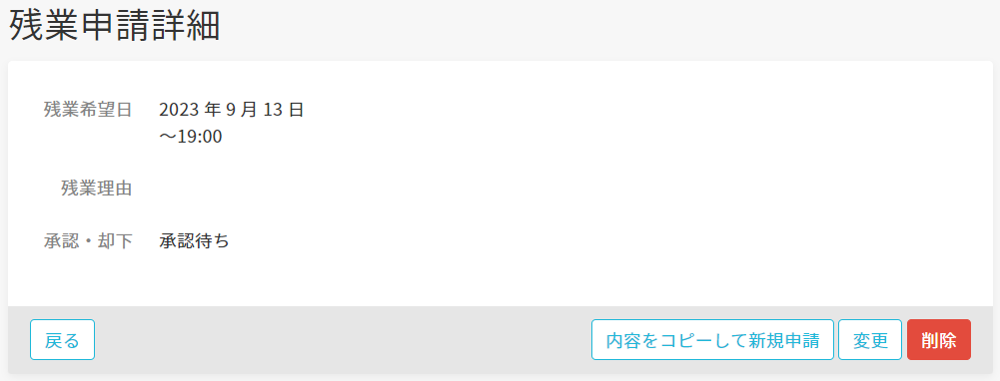 残業申請詳細
残業希望日 2023 年 9 月 13 日
～19:00
残業理由
承認・却下 承認待ち
戻る 内容をコピーして新規申請 変更 削除